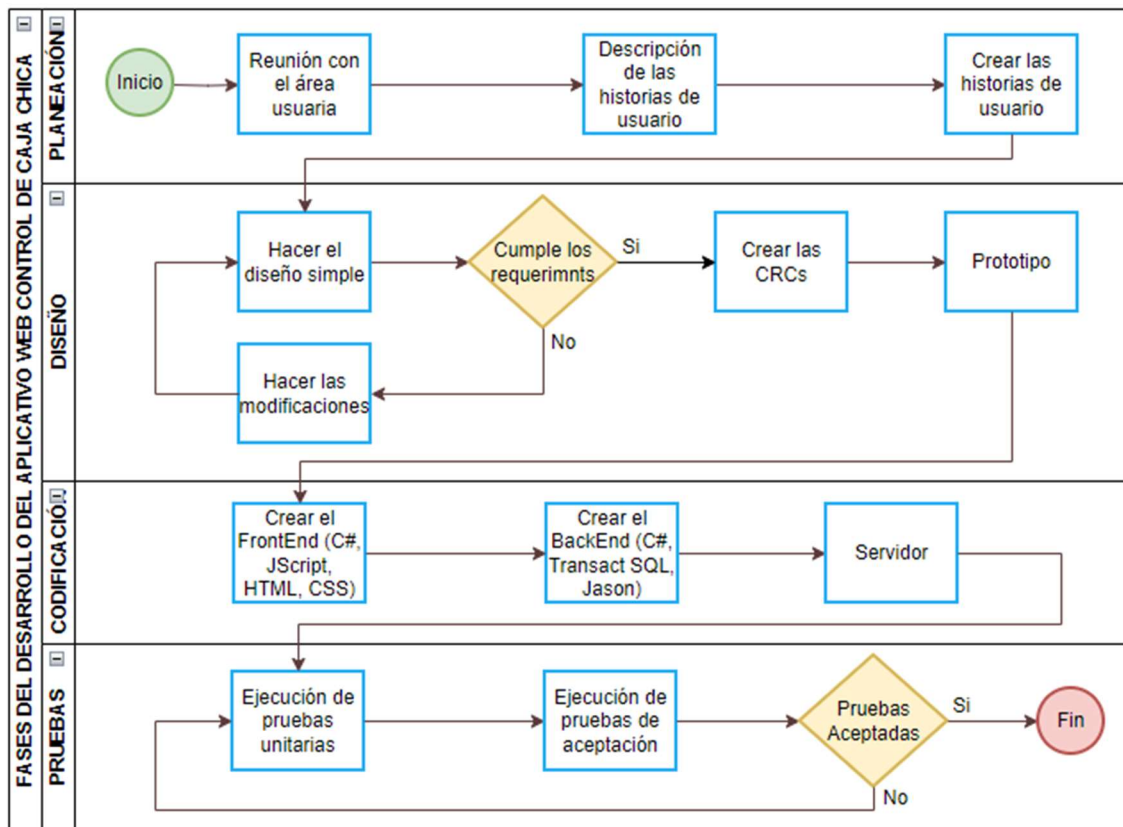 FASES DEL DESARROLLO DEL APLICATIVO WEB CONTROL DE CAJA CHICA
PLANEACIÓN
Inicio
Reunión con
el área
usuaria
Descripción
de las
historias de
usuario
Crear las
historias de
usuario
DISEÑO
Hacer el
diseño simple
Cumple los
requerimnts
Si
No
Crear las
CRCs
Prototipo
Hacer las
modificaciones
CODIFICACIÓN
Crear el
FrontEnd (C#,
JScript,
HTML, CSS)
Crear el
BackEnd (C#,
Transact SQL,
Jason)
Servidor
PRUEBAS
Ejecución de
pruebas
unitarias
Ejecución de
pruebas de
aceptación
Pruebas
Aceptadas
Si
No
Fin